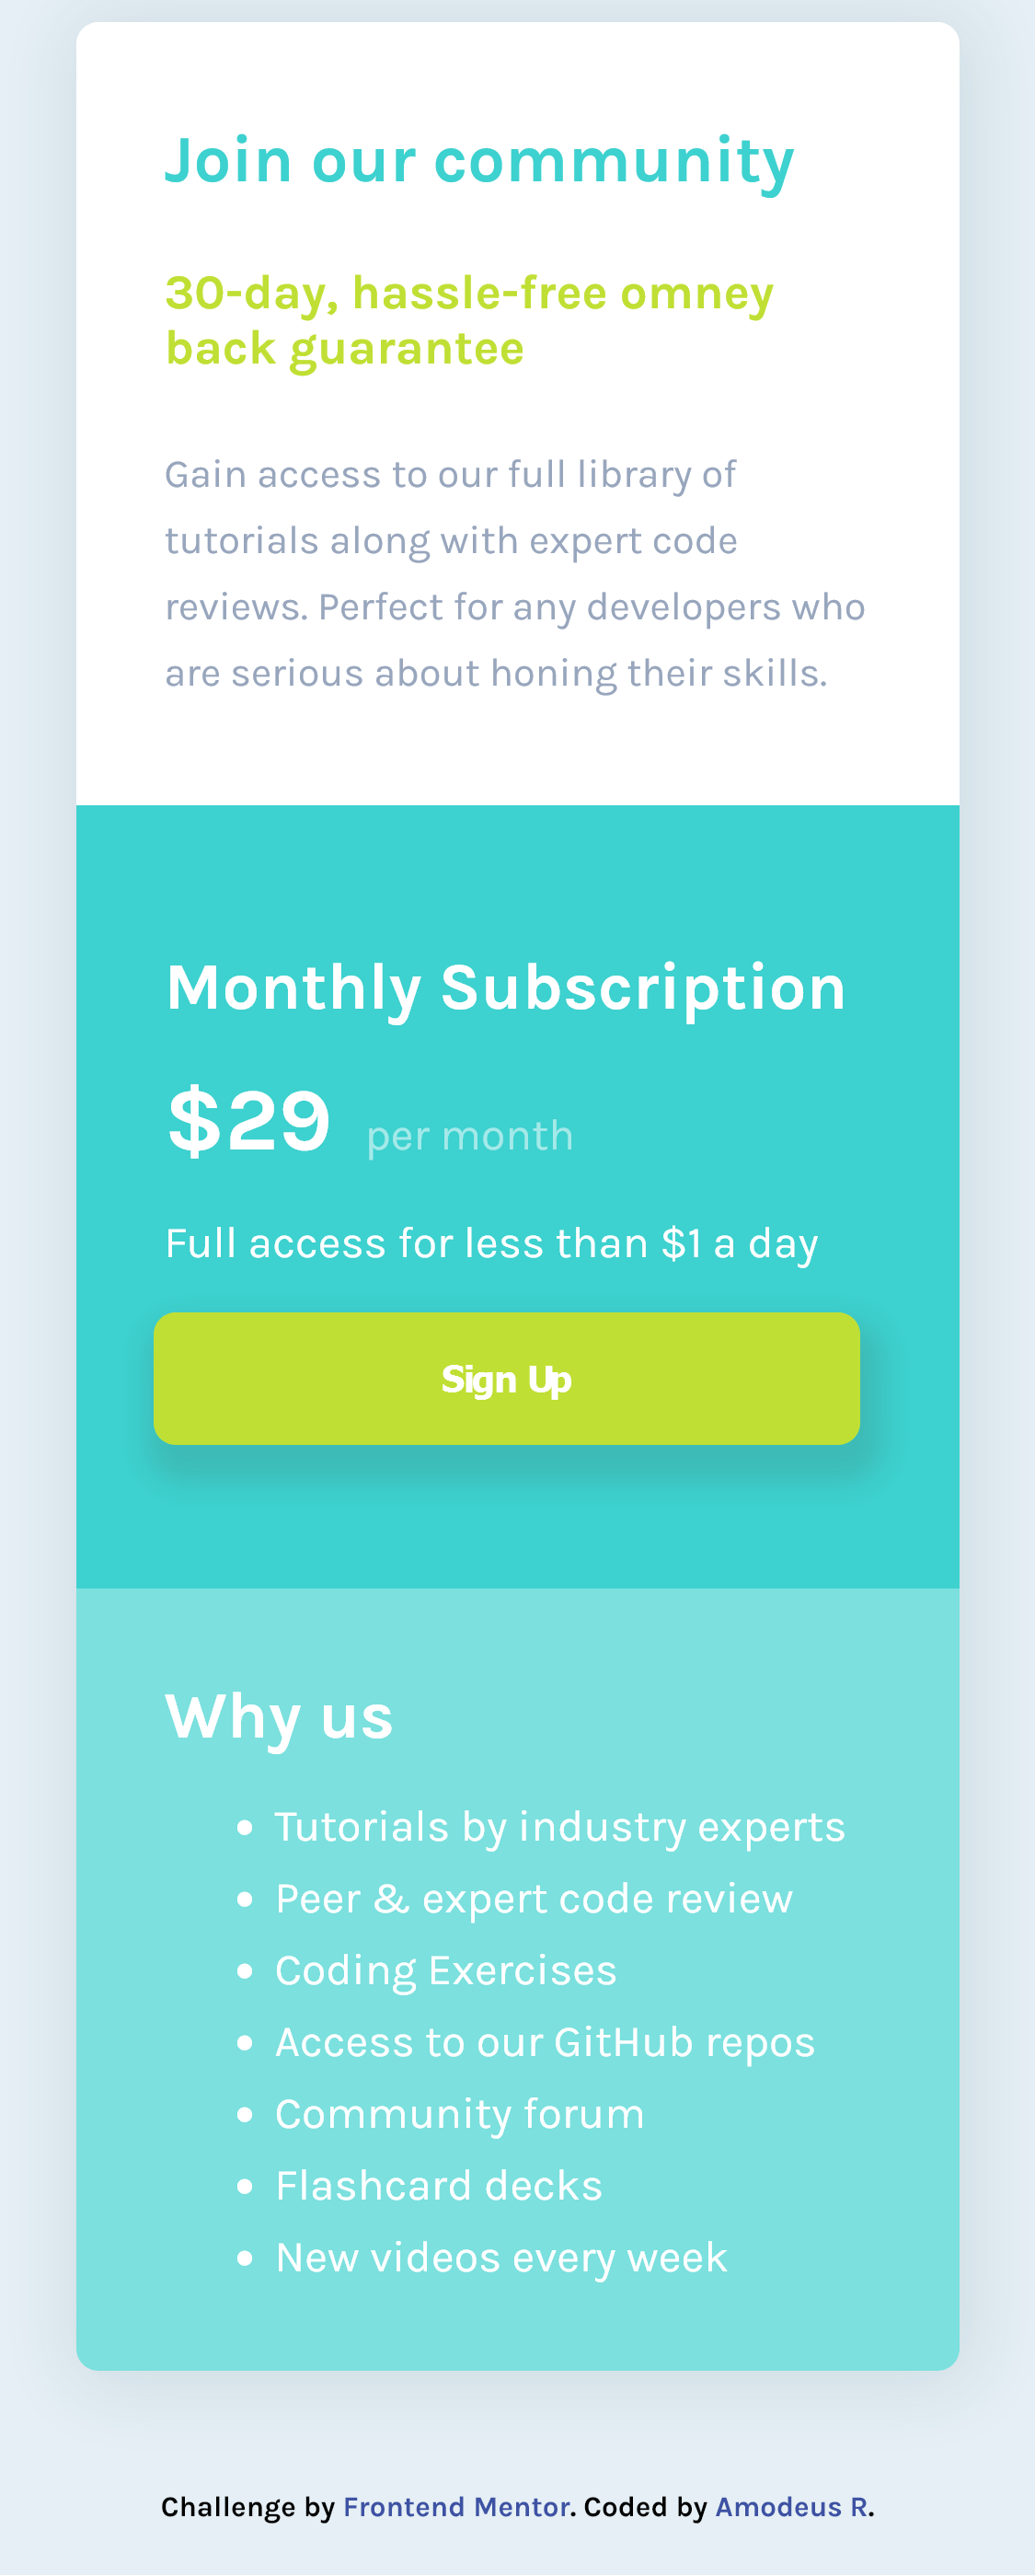 Join our community
30-day, hassle-free omney
back guarantee
Gain access to our full library of
tutorials along with expert code
reviews. Perfect for any developers who
are serious about honing their skills.
Monthly Subscription
$29 per month
Full access for less than $1 a day
Sign Up
Why us
• Tutorials by industry experts
• Peer & expert code review
• Coding Exercises
• Access to our GitHub repos
• Community forum
• Flashcard decks
• New videos every week
Challenge by Frontend Mentor. Coded by Amodeus R.